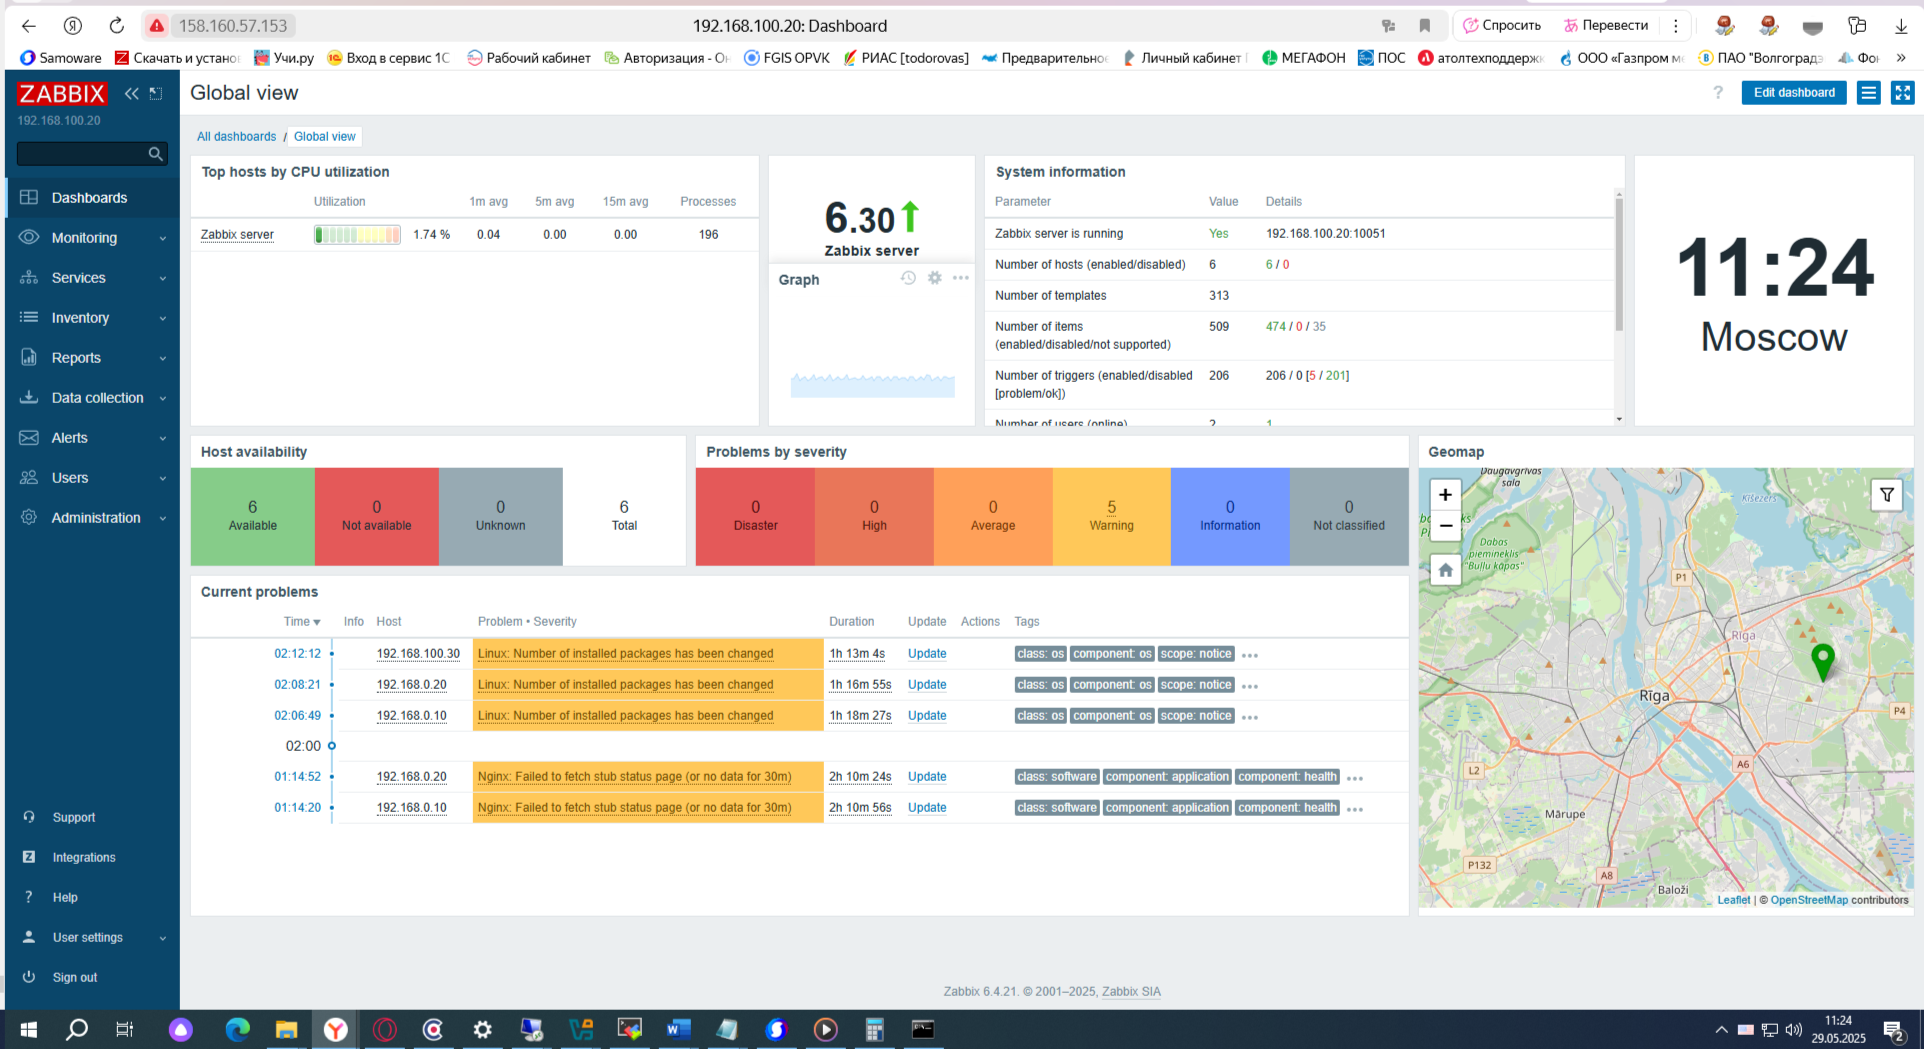 158.160.57.153
192.168.100.20: Dashboard
Спросить
Перевести
Samoware
Скачать и устано
Учи.ру
Вход в сервис 1С
Рабочий кабинет
Авторизация - Он
FGIS OPVK
РИАС [todorovas]
Предварительно
Личный кабинет
МЕГАФОН
ПОС
атолтехподдержк
ООО «Газпром ме
ПАО "Волгоградэ
Фон
ZABBIX
192.168.100.20
Dashboards
Monitoring
Services
Inventory
Reports
Data collection
Alerts
Users
Administration
Support
Integrations
Help
User settings
Sign out
Global view
? Edit dashboard
All dashboards / Global view
Top hosts by CPU utilization
Utilization 1m avg 5m avg 15m avg Processes
Zabbix server 1.74 % 0.04 0.00 0.00 196
6.30
Zabbix server
Graph
System information
Parameter Value Details
Zabbix server is running Yes 192.168.100.20:10051
Number of hosts (enabled/disabled) 6 6 / 0
Number of templates 313
Number of items (enabled/disabled/not supported) 509 474 / 0 / 35
Number of triggers (enabled/disabled [problem/ok]) 206 206 / 0 [5 / 201]
Number of users (online) 2 1
11:24
Moscow
Host availability
6 Available
0 Not available
0 Unknown
6 Total
Problems by severity
0 Disaster
0 High
0 Average
5 Warning
0 Information
0 Not classified
Geomap
Daugavgrīvas sala
Ķīšezers
Dabas piemineklis "Buļļu kāpas"
P1
Rīga
Rīga
P4
L2
A6
Mārupe
P132
A8
Baloži
Leaflet | © OpenStreetMap contributors
Current problems
Time Info Host Problem • Severity Duration Update Actions Tags
02:12:12 192.168.100.30 Linux: Number of installed packages has been changed 1h 13m 4s Update class: os component: os scope: notice
02:08:21 192.168.0.20 Linux: Number of installed packages has been changed 1h 16m 55s Update class: os component: os scope: notice
02:06:49 192.168.0.10 Linux: Number of installed packages has been changed 1h 18m 27s Update class: os component: os scope: notice
02:00
01:14:52 192.168.0.20 Nginx: Failed to fetch stub status page (or no data for 30m) 2h 10m 24s Update class: software component: application component: health
01:14:20 192.168.0.10 Nginx: Failed to fetch stub status page (or no data for 30m) 2h 10m 56s Update class: software component: application component: health
Zabbix 6.4.21. © 2001–2025, Zabbix SIA
11:24
29.05.2025
2